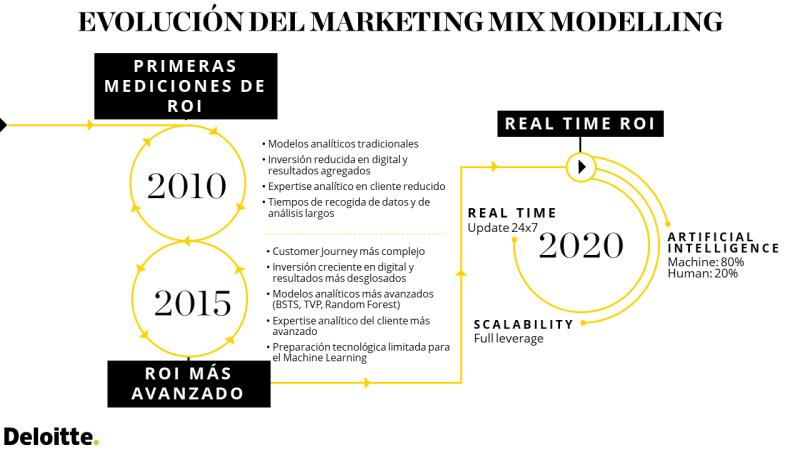 EVOLUCIÓN DEL MARKETING MIX MODELLING
PRIMERAS
MEDICIONES DE
ROI
2010
• Modelos analíticos tradicionales
• Inversión reducida en digital y
resultados agregados
• Expertise analítico en cliente reducido
• Tiempos de recogida de datos y de
análisis largos
2015
• Customer Journey más complejo
• Inversión creciente en digital y
resultados más desglosados
• Modelos analíticos más avanzados
(BSTS, TVP, Random Forest)
• Expertise analítico del cliente más
avanzado
• Preparación tecnológica limitada para
el Machine Learning
ROI MÁS
AVANZADO
REAL TIME ROI
REAL TIME
Update 24x7
2020
ARTIFICIAL
INTELLIGENCE
Machine: 80%
Human: 20%
SCALABILITY
Full leverage
Deloitte.